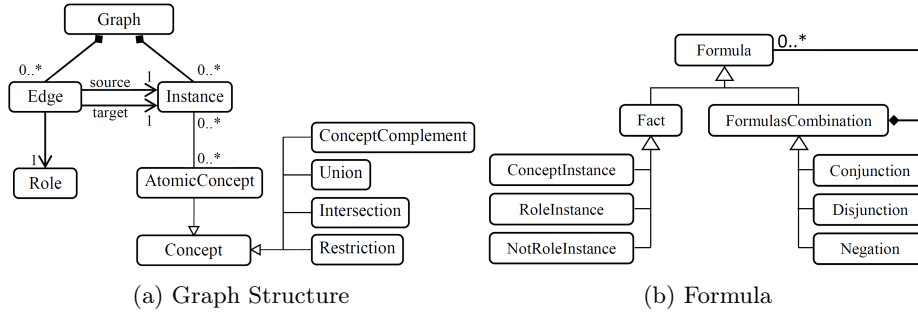 Graph
0..*
0..*
source
1
Edge
Instance
target
1
0..*
1
0..*
Role
AtomicConcept
Concept
ConceptComplement
Union
Intersection
Restriction
(a) Graph Structure
Formula
0..*
Fact
FormulasCombination
ConceptInstance
RoleInstance
NotRoleInstance
Conjunction
Disjunction
Negation
(b) Formula